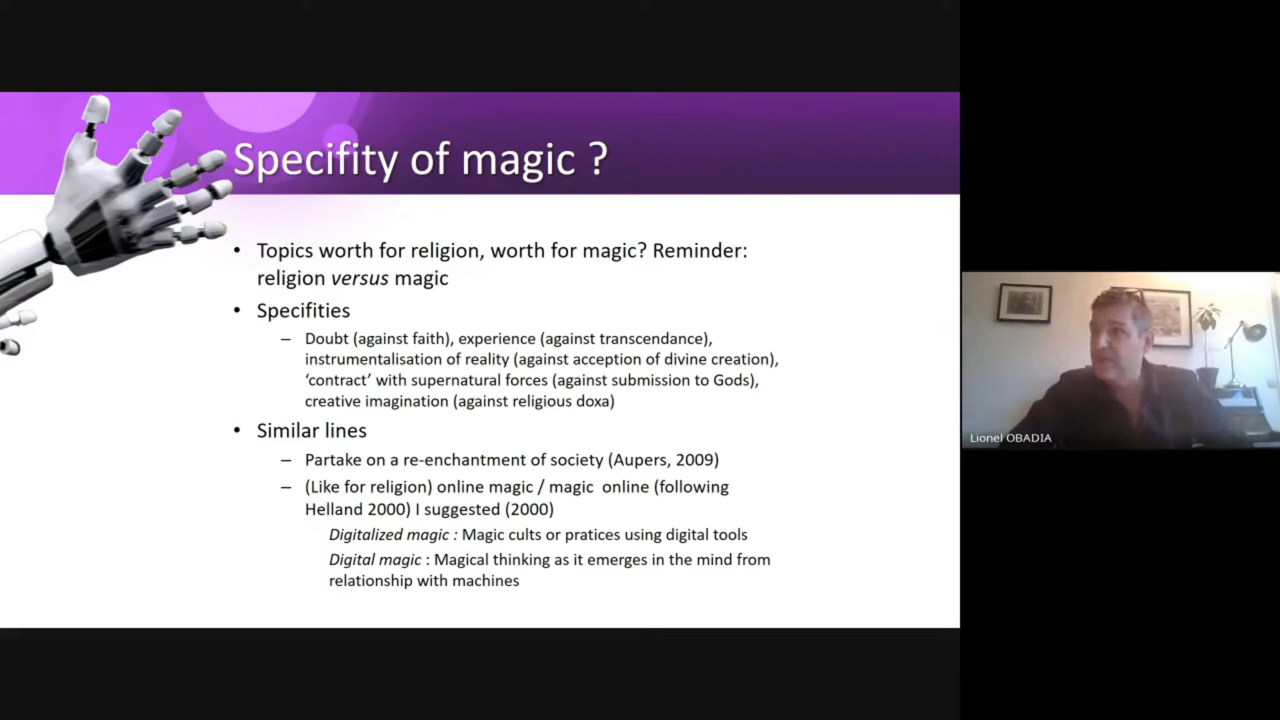 Specifity of magic ?
• Topics worth for religion, worth for magic? Reminder:
religion versus magic
• Specifities
– Doubt (against faith), experience (against transcendance),
instrumentalisation of reality (against acception of divine creation),
‘contract’ with supernatural forces (against submission to Gods),
creative imagination (against religious doxa)
• Similar lines
– Partake on a re-enchantment of society (Aupers, 2009)
– (Like for religion) online magic / magic online (following
Helland 2000) I suggested (2000)
Digitalized magic : Magic cults or pratices using digital tools
Digital magic : Magical thinking as it emerges in the mind from
relationship with machines
Lionel OBADIA